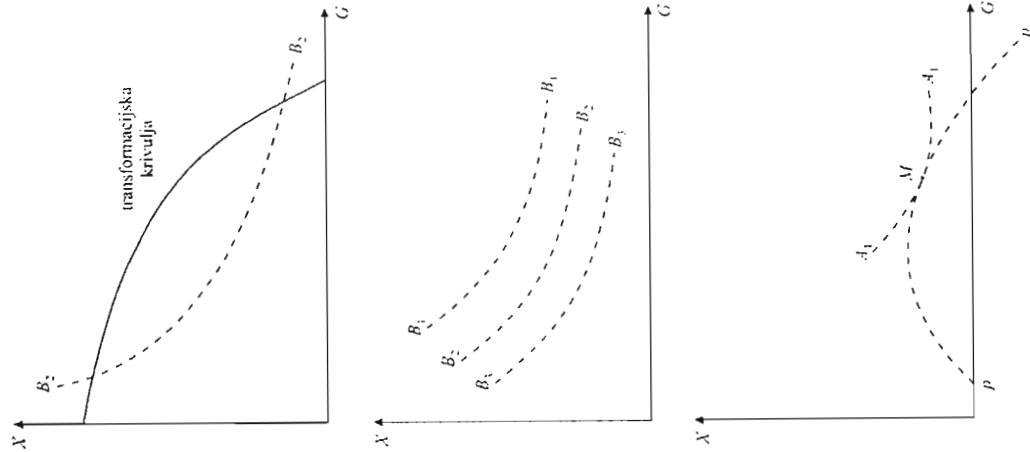 X
B₂
transformacijska
krivulja
B₂
G
X
B₁
B₂
B₃
B₁
B₂
B₃
G
X
A₁
M
A₁
P
P
G